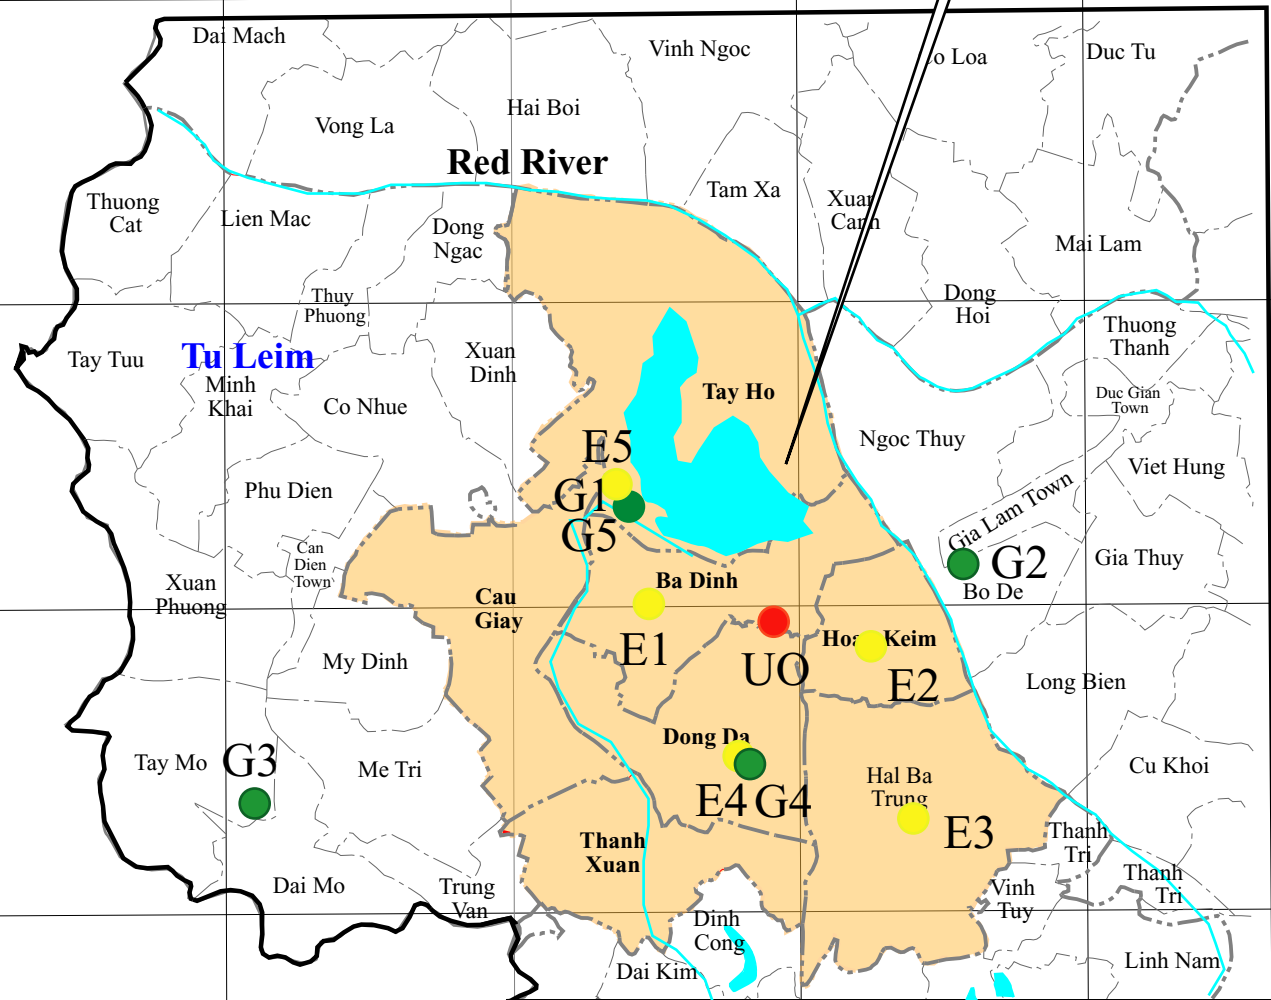 Dai Mach
Vinh Ngoc
Co Loa
Duc Tu
Hai Boi
Vong La
Red River
Tam Xa
Xuan
Canh
Thuong
Cat
Lien Mac
Dong
Ngac
Mai Lam
Thuy
Phuong
Dong
Hoi
Thuong
Thanh
Tay Tuu
Tu Leim
Minh
Khai
Xuan
Dinh
Tay Ho
Co Nhue
Duc Gian
Town
Ngoc Thuy
E5
Viet Hung
Phu Dien
G1
G5
Gia Lam Town
Can
Dien
Town
G2
Gia Thuy
Xuan
Phuong
Ba Dinh
Bo De
Cau
Giay
E1
UO
Hoan Keim
E2
My Dinh
Long Bien
Dong Da
Tay Mo
G3
Me Tri
Cu Khoi
Hal Ba
Trung
E4
G4
E3
Thanh
Xuan
Thanh
Tri
Dai Mo
Trung
Van
Vinh
Tuy
Thanh
Tri
Dinh
Cong
Dai Kim
Linh Nam